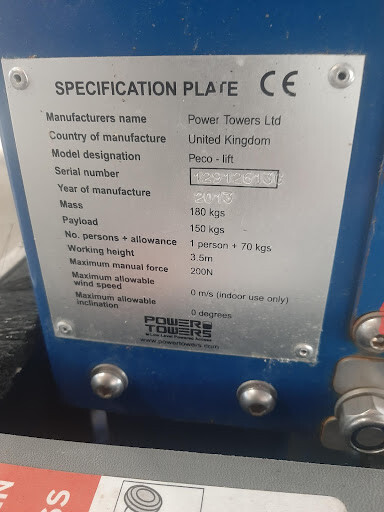 SPECIFICATION PLATE CE
Manufacturers name Power Towers Ltd
Country of manufacture United Kingdom
Model designation Peco - lift
Serial number
Year of manufacture 2013
Mass 180 kgs
Payload 150 kgs
No. persons + allowance 1 person + 70 kgs
Working height 3.5m
Maximum manual force 200N
Maximum allowable wind speed 0 m/s (indoor use only)
Maximum allowable inclination 0 degrees
POWER
TOWERS
www.powertowers.com